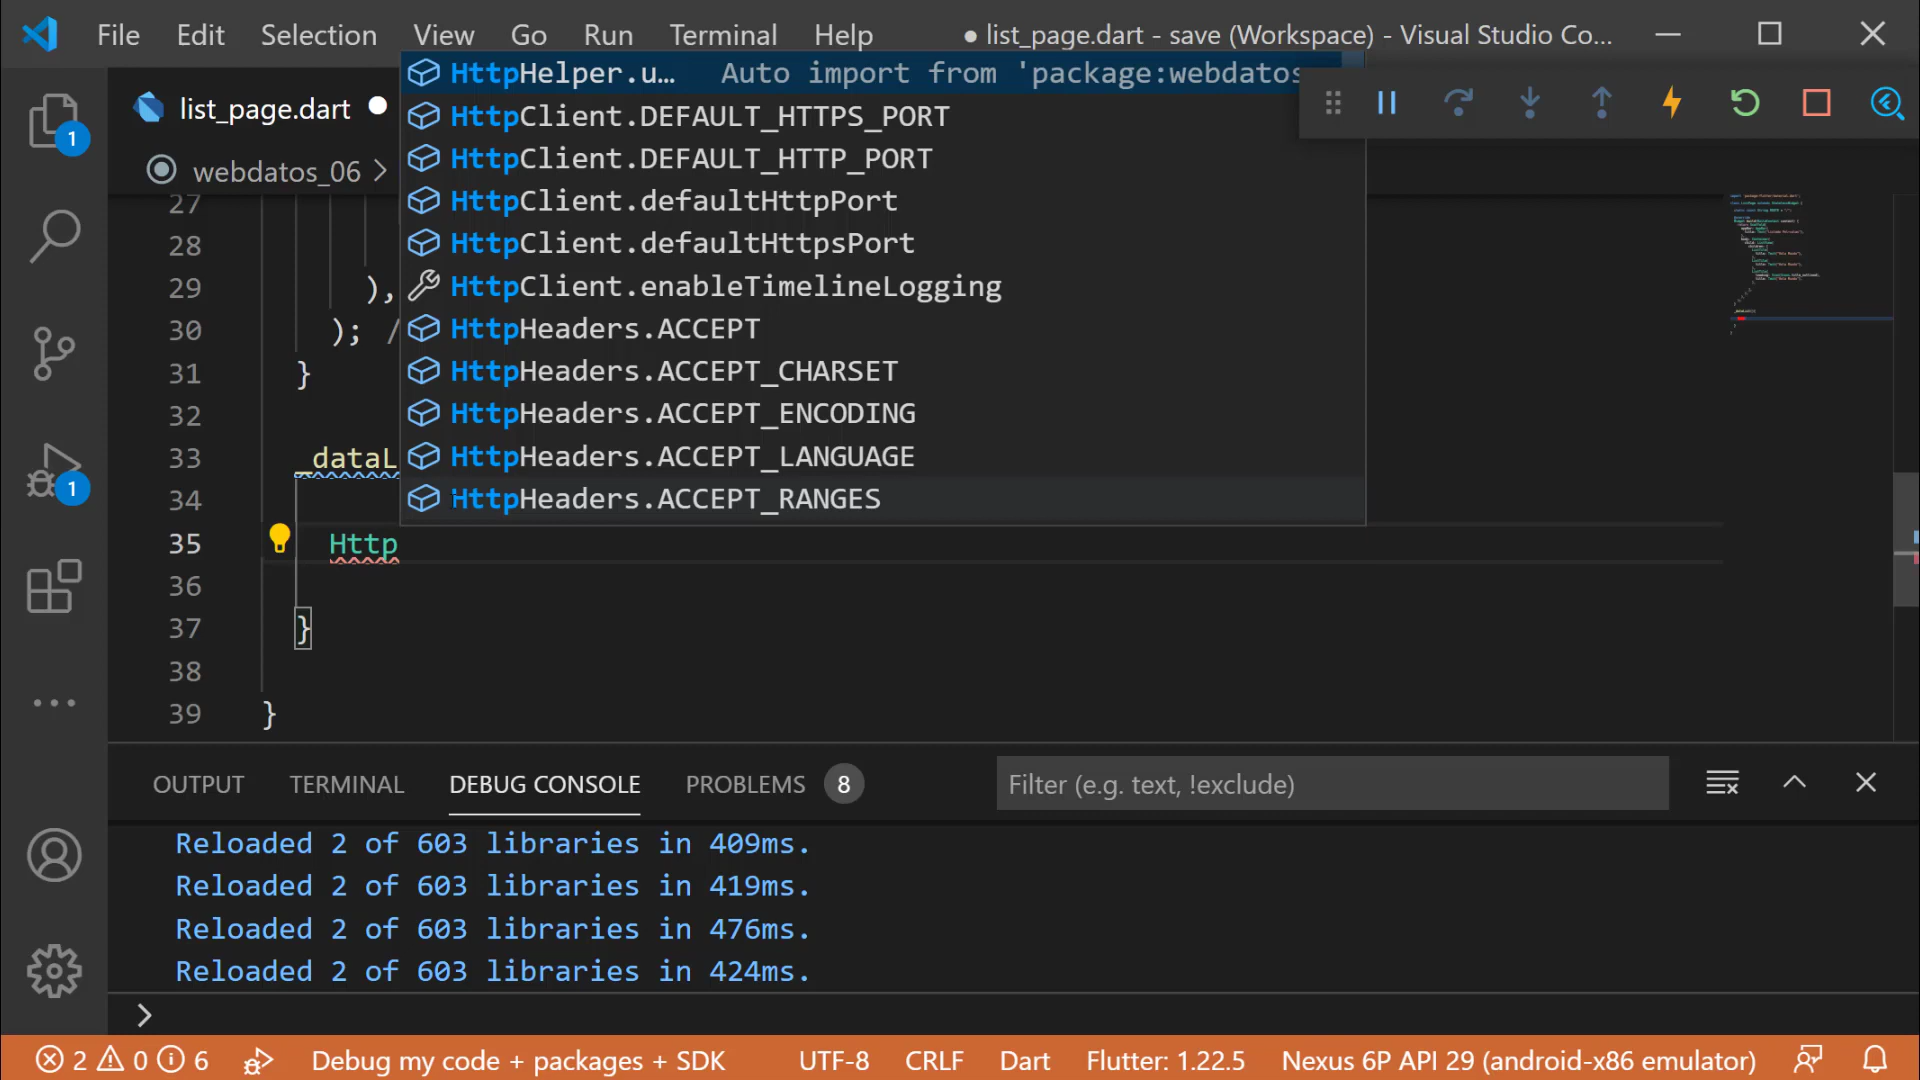 File Edit Selection View Go Run Terminal Help ● list_page.dart - save (Workspace) - Visual Studio Co...
list_page.dart
webdatos_06 >
HttpHelper.u... Auto import from 'package:webdatos
HttpClient.DEFAULT_HTTPS_PORT
HttpClient.DEFAULT_HTTP_PORT
HttpClient.defaultHttpPort
HttpClient.defaultHttpsPort
HttpClient.enableTimelineLogging
HttpHeaders.ACCEPT
HttpHeaders.ACCEPT_CHARSET
HttpHeaders.ACCEPT_ENCODING
HttpHeaders.ACCEPT_LANGUAGE
HttpHeaders.ACCEPT_RANGES
27
28
29 ),
30 ); /
31 }
32
33 _dataL
34
35 Http
36
37 }
38
39 }
1
1
OUTPUT TERMINAL DEBUG CONSOLE PROBLEMS 8 Filter (e.g. text, !exclude)
Reloaded 2 of 603 libraries in 409ms.
Reloaded 2 of 603 libraries in 419ms.
Reloaded 2 of 603 libraries in 476ms.
Reloaded 2 of 603 libraries in 424ms.
>
2 0 6 Debug my code + packages + SDK UTF-8 CRLF Dart Flutter: 1.22.5 Nexus 6P API 29 (android-x86 emulator)